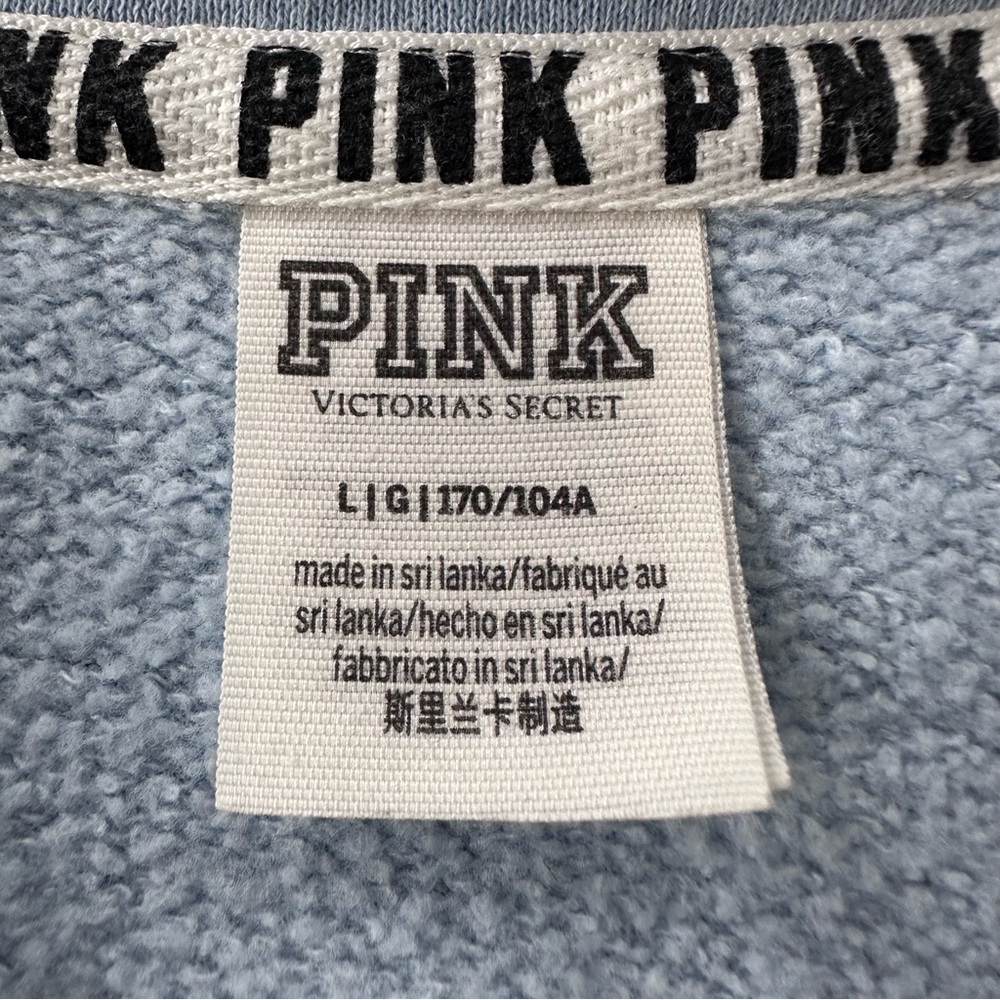 NK PINK PINK
PINK
VICTORIA'S SECRET
L | G | 170/104A
made in sri lanka/fabriqué au
sri lanka/hecho en sri lanka/
fabbricato in sri lanka/
斯里兰卡制造